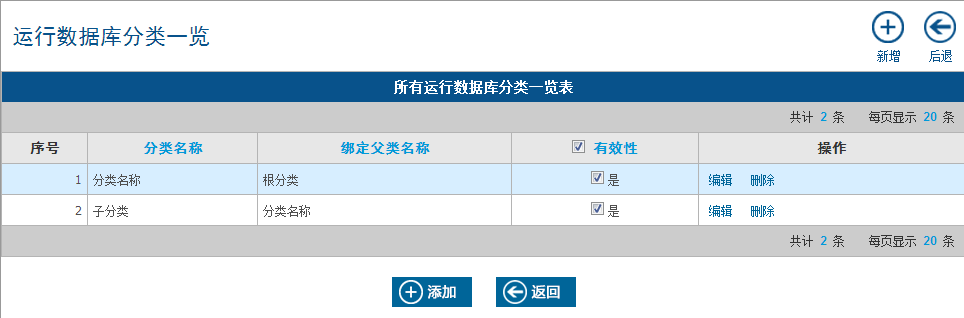 运行数据库分类一览
新增 后退
所有运行数据库分类一览表
共计 2 条 每页显示 20 条
序号 分类名称 绑定父类名称 有效性 操作
1 分类名称 根分类 是 编辑 删除
2 子分类 分类名称 是 编辑 删除
共计 2 条 每页显示 20 条
添加 返回